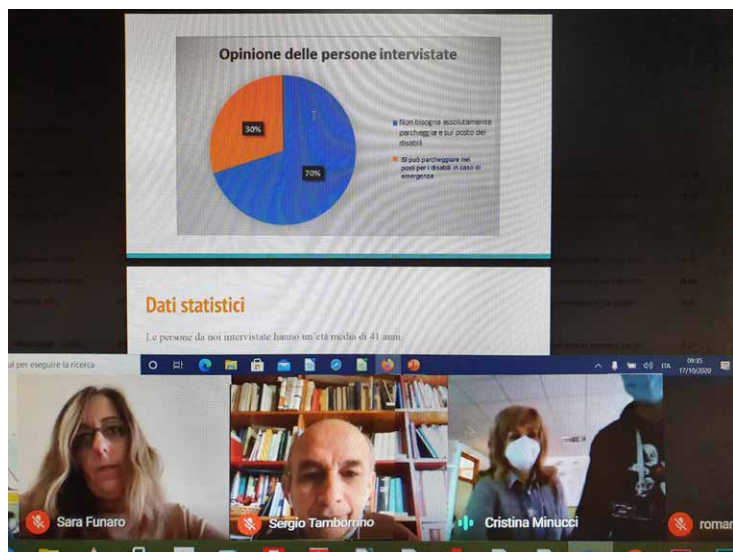 Opinione delle persone intervistate
30%
70%
Non bisogna assolutamente
parcheggiare sul posto dei
disabili
Si può parcheggiare nei
posti per i disabili in caso di
emergenza
Dati statistici
Le persone da noi intervistate hanno un'età media di 41 anni.
per eseguire la ricerca
ITA
09:35
17/10/2020
Sara Funaro
Sergio Tamborrino
Cristina Minucci
roman